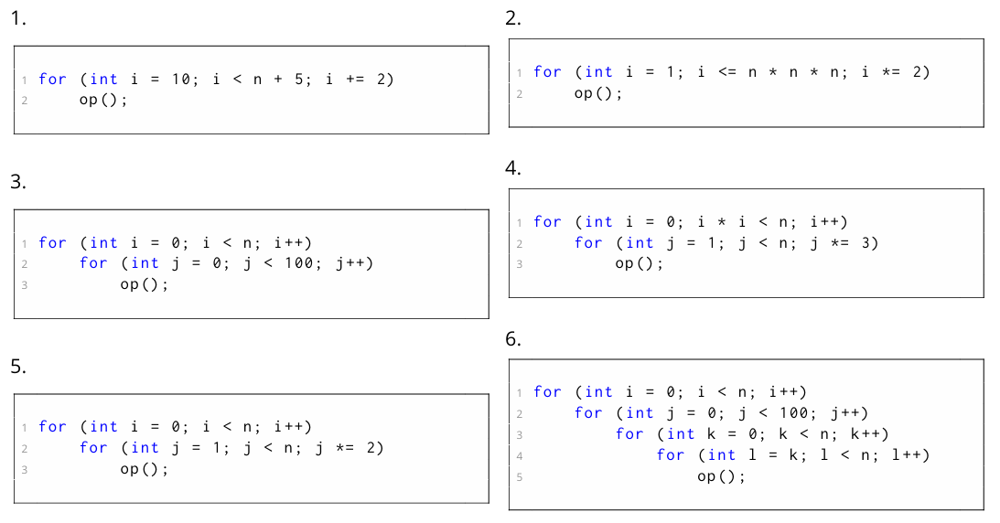 1.
1 for (int i = 10; i < n + 5; i += 2)
2     op();
2.
1 for (int i = 1; i <= n * n * n; i *= 2)
2     op();
3.
1 for (int i = 0; i < n; i++)
2     for (int j = 0; j < 100; j++)
3         op();
4.
1 for (int i = 0; i * i < n; i++)
2     for (int j = 1; j < n; j *= 3)
3         op();
5.
1 for (int i = 0; i < n; i++)
2     for (int j = 1; j < n; j *= 2)
3         op();
6.
1 for (int i = 0; i < n; i++)
2     for (int j = 0; j < 100; j++)
3         for (int k = 0; k < n; k++)
4             for (int l = k; l < n; l++)
5                 op();